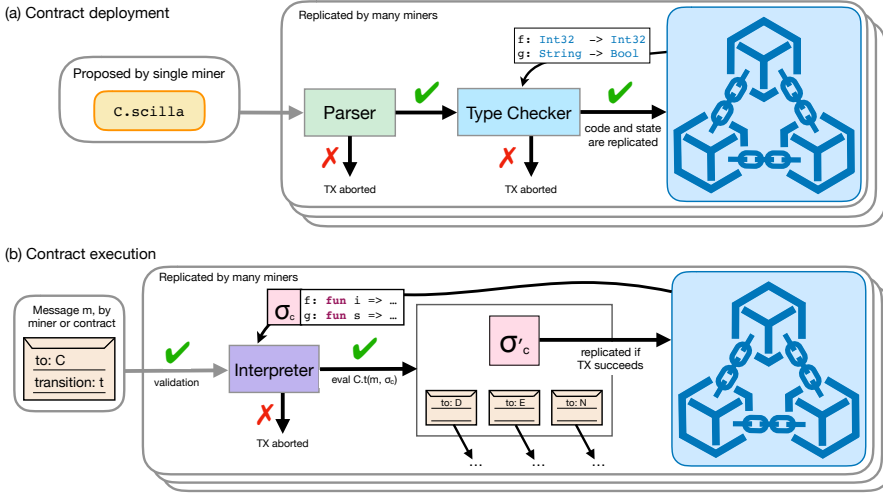 (a) Contract deployment
Replicated by many miners
f: Int32 -> Int32
g: String -> Bool
Proposed by single miner
C.scilla
Parser
Type Checker
code and state
are replicated
TX aborted
TX aborted
(b) Contract execution
Replicated by many miners
Message m, by
miner or contract
to: C
transition: t
validation
σc
f: fun i => …
g: fun s => …
Interpreter
eval C.t(m, σc)
TX aborted
σ'c
replicated if
TX succeeds
to: D
to: E
to: N
…
…
…